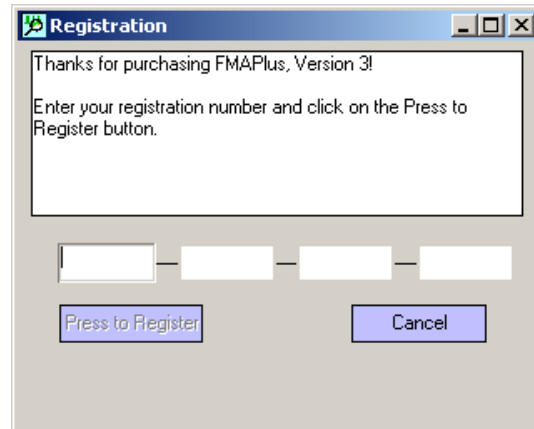 Registration
Thanks for purchasing FMAPlus, Version 3!
Enter your registration number and click on the Press to
Register button.
Press to Register
Cancel